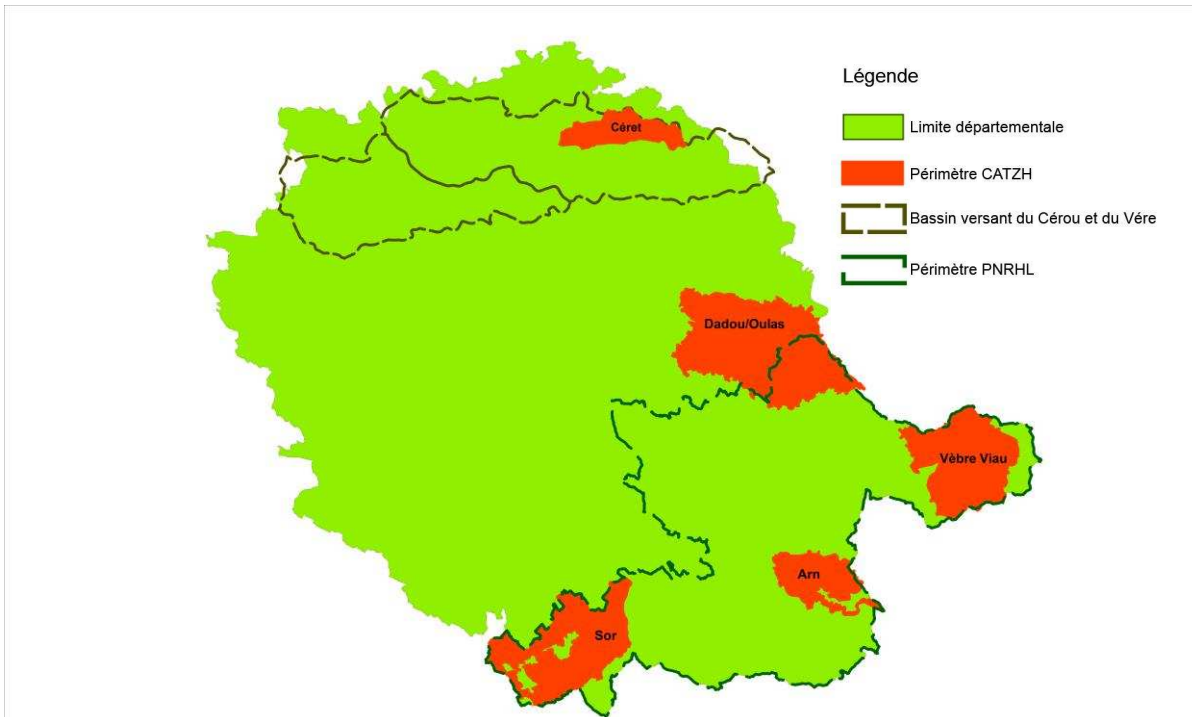 Légende
Limite départementale
Périmètre CATZH
Bassin versant du Cérou et du Vére
Périmètre PNRHL
Céret
Dadou/Oulas
Vèbre Viau
Arn
Sor